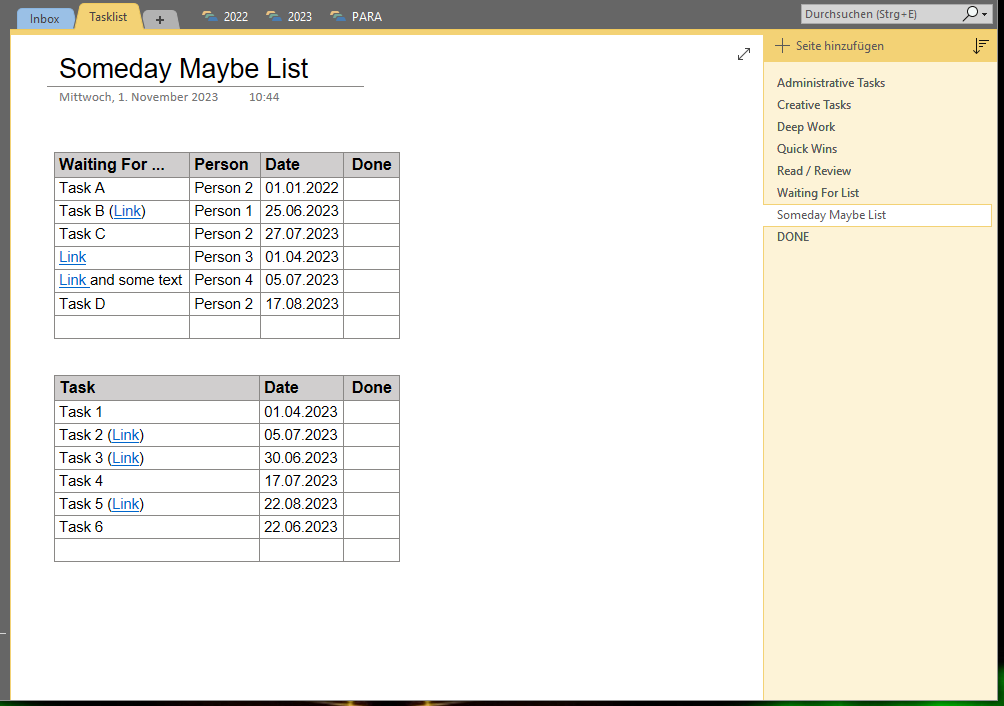 Inbox Tasklist + 2022 2023 PARA Durchsuchen (Strg+E)
Someday Maybe List
Mittwoch, 1. November 2023 10:44
Waiting For ... Person Date Done
Task A Person 2 01.01.2022
Task B (Link) Person 1 25.06.2023
Task C Person 2 27.07.2023
Link Person 3 01.04.2023
Link and some text Person 4 05.07.2023
Task D Person 2 17.08.2023
Task Date Done
Task 1 01.04.2023
Task 2 (Link) 05.07.2023
Task 3 (Link) 30.06.2023
Task 4 17.07.2023
Task 5 (Link) 22.08.2023
Task 6 22.06.2023
Seite hinzufügen
Administrative Tasks
Creative Tasks
Deep Work
Quick Wins
Read / Review
Waiting For List
Someday Maybe List
DONE